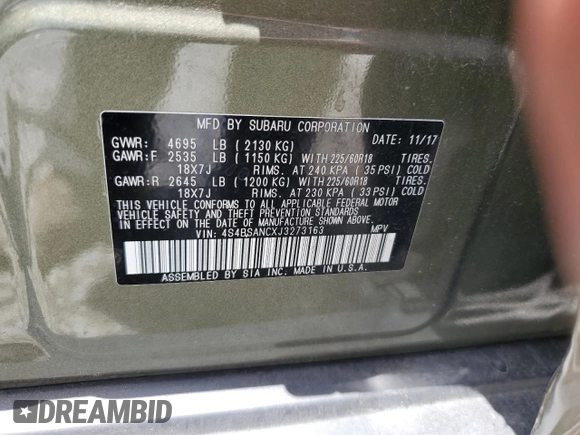 MFD BY SUBARU CORPORATION
GVWR: 4695 LB ( 2130 KG) DATE: 11/17
GAWR:F 2535 LB ( 1150 KG) WITH 225/60R18 TIRES.
18X7J RIMS. AT 240 KPA ( 35 PSI) COLD
GAWR:R 2645 LB ( 1200 KG) WITH 225/60R18 TIRES.
18X7J RIMS. AT 230 KPA ( 33 PSI) COLD
THIS VEHICLE CONFORMS TO ALL APPLICABLE FEDERAL MOTOR
VEHICLE SAFETY AND THEFT PREVENTION STANDARDS
IN EFFECT ON THE DATE OF MANUFACTURE SHOWN ABOVE.
VIN: 4S4BSANCXJ3273163 MPV
ASSEMBLED BY SIA INC. MADE IN U.S.A.
DREAMBID